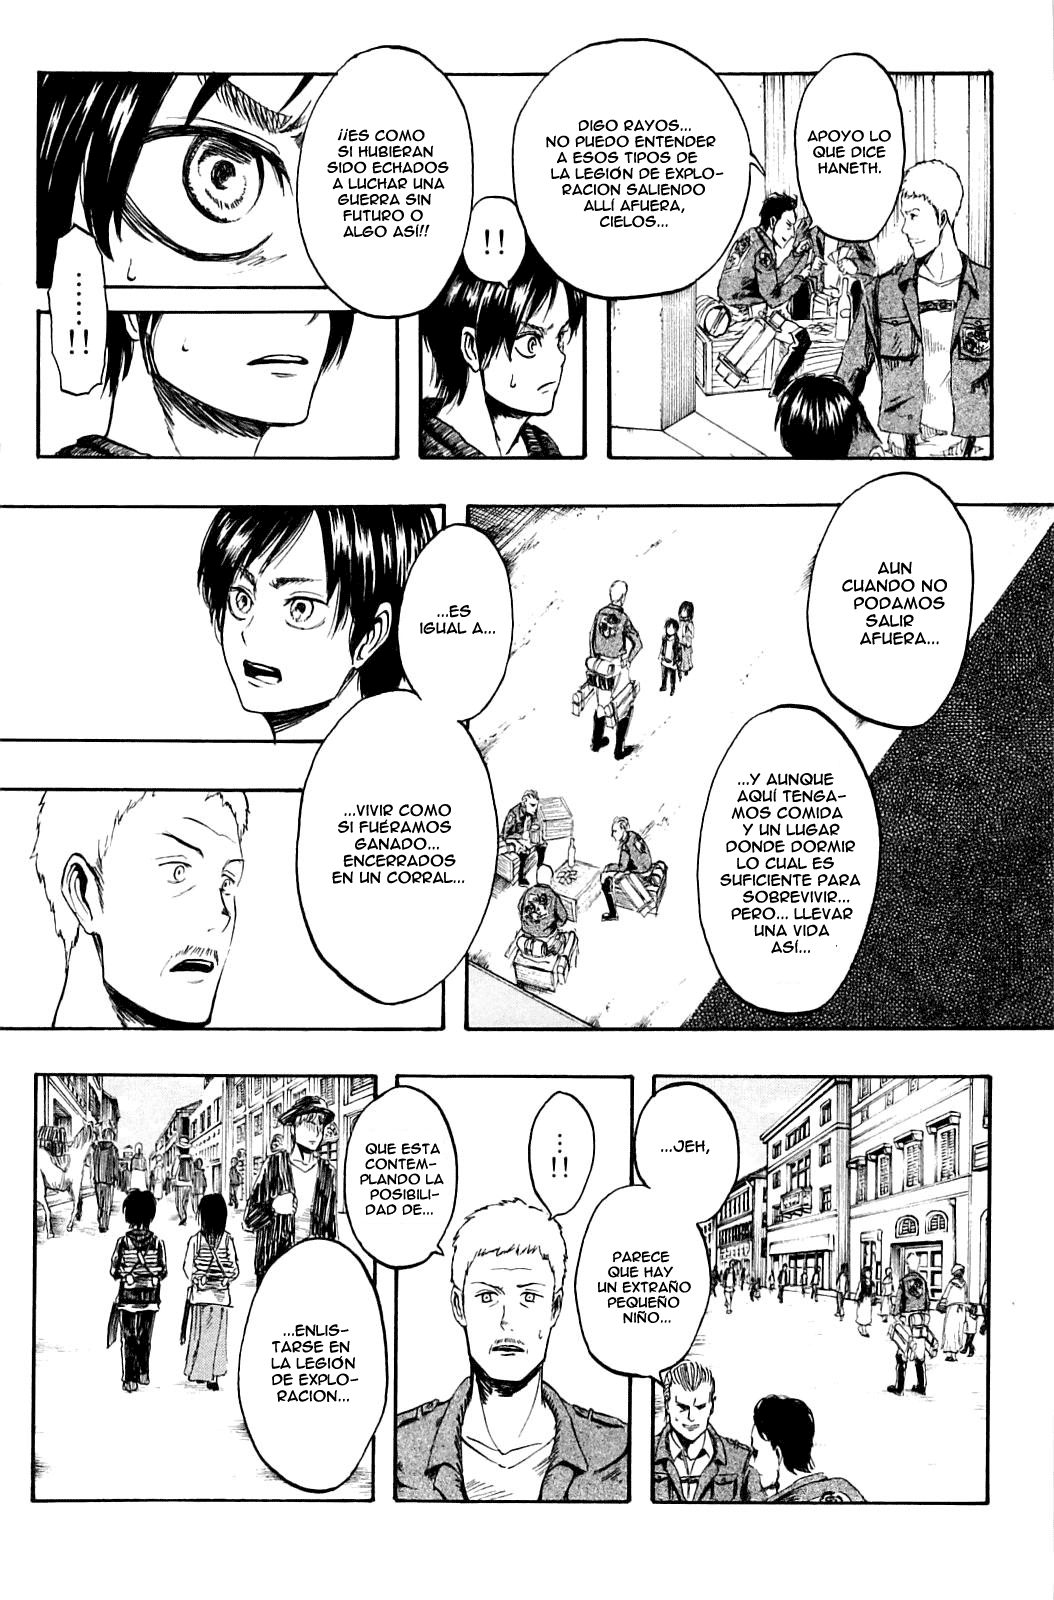 APOYO LO
QUE DICE
HANETH.
DIGO RAYOS...
NO PUEDO ENTENDER
A ESOS TIPOS DE
LA LEGIÓN DE EXPLO-
RACION SALIENDO
ALLÍ AFUERA,
CIELOS...
!!
¡¡ES COMO
SI HUBIERAN
SIDO ECHADOS
A LUCHAR UNA
GUERRA SIN
FUTURO O
ALGO ASÍ!!
......!!
AUN
CUANDO NO
PODAMOS
SALIR
AFUERA...
...Y AUNQUE
AQUÍ TENGA-
MOS COMIDA
Y UN LUGAR
DONDE DORMIR
LO CUAL ES
SUFICIENTE PARA
SOBREVIVIR...
PERO... LLEVAR
UNA VIDA
ASÍ...
...ES
IGUAL A...
...VIVIR COMO
SI FUÉRAMOS
GANADO...
ENCERRADOS
EN UN CORRAL...
...JEH,
PARECE
QUE HAY
UN EXTRAÑO
PEQUEÑO
NIÑO...
...!!
QUE ESTA
CONTEM-
PLANDO LA
POSIBILI-
DAD DE...
...ENLIS-
TARSE EN
LA LEGIÓN
DE EXPLO-
RACION...